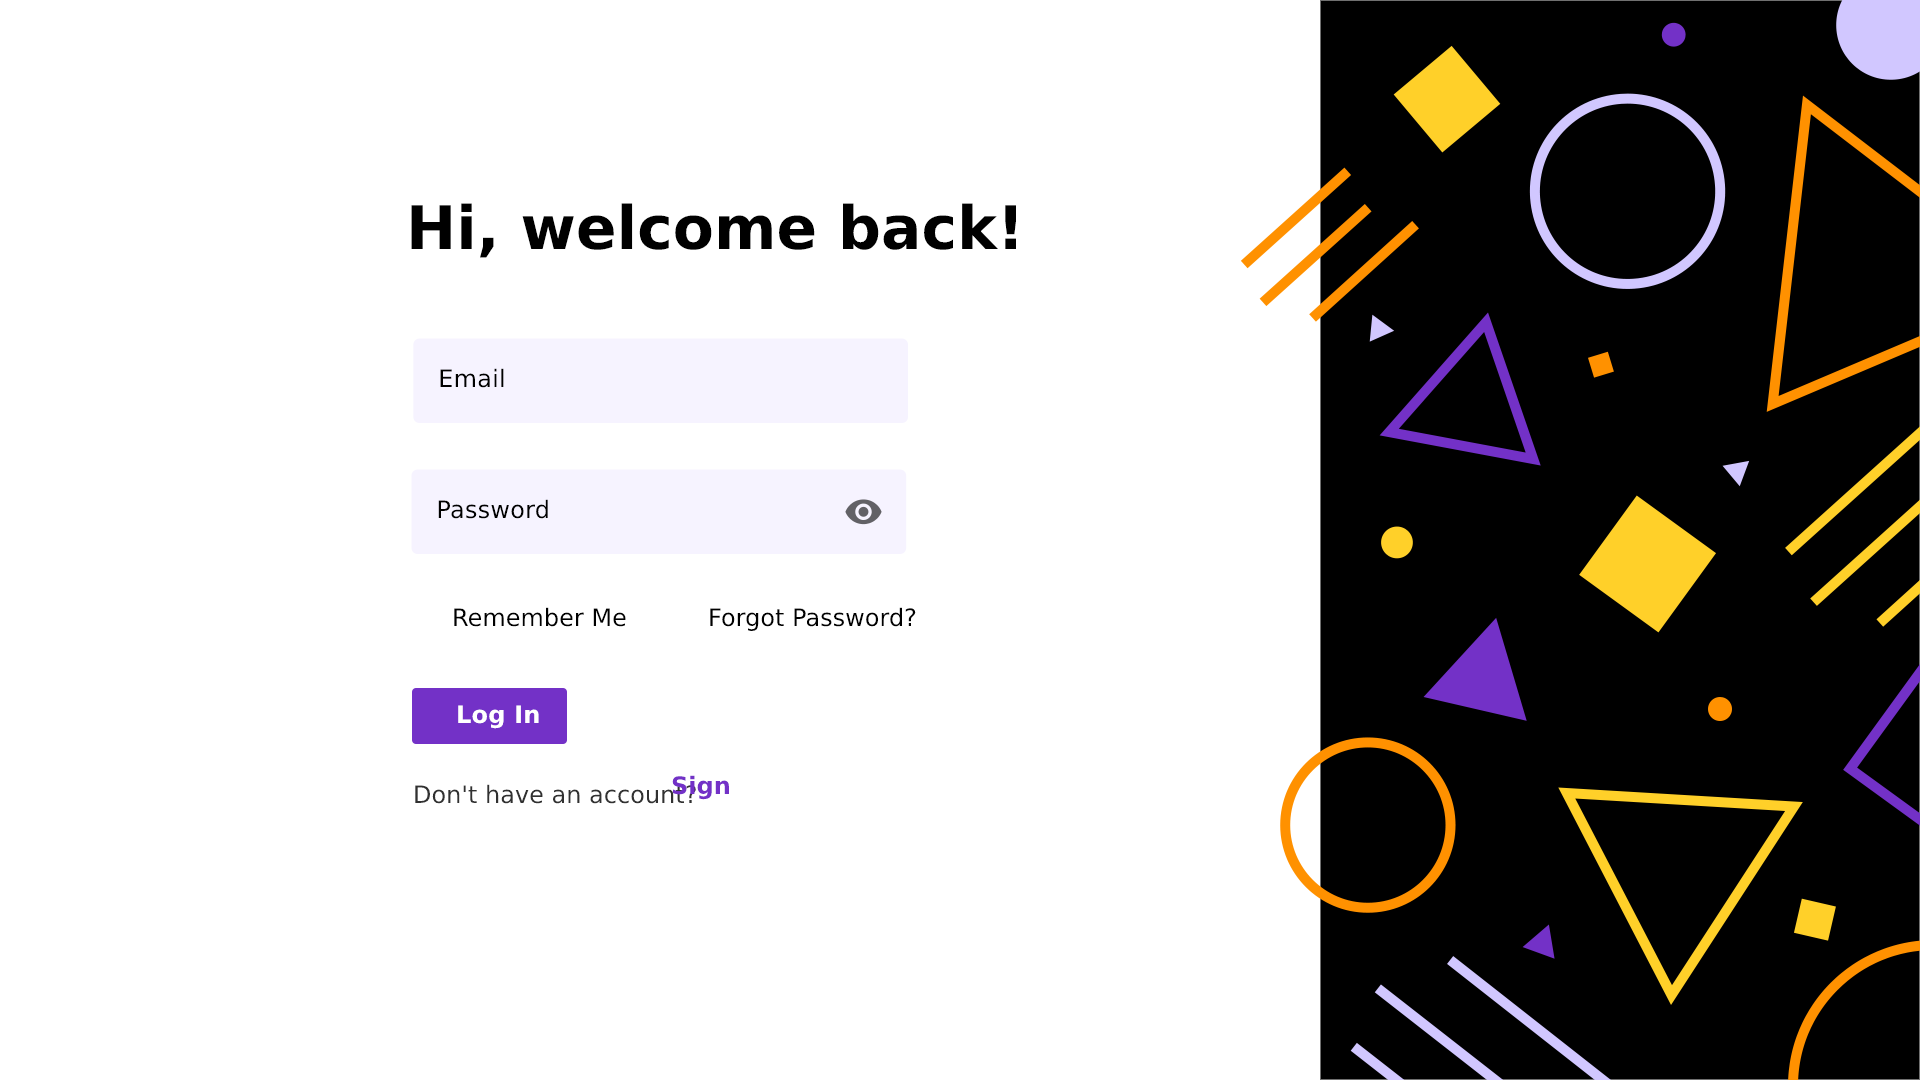 Hi, welcome back!
Email
Password
Remember Me
Forgot Password?
Log In
Don't have an account?
Sign